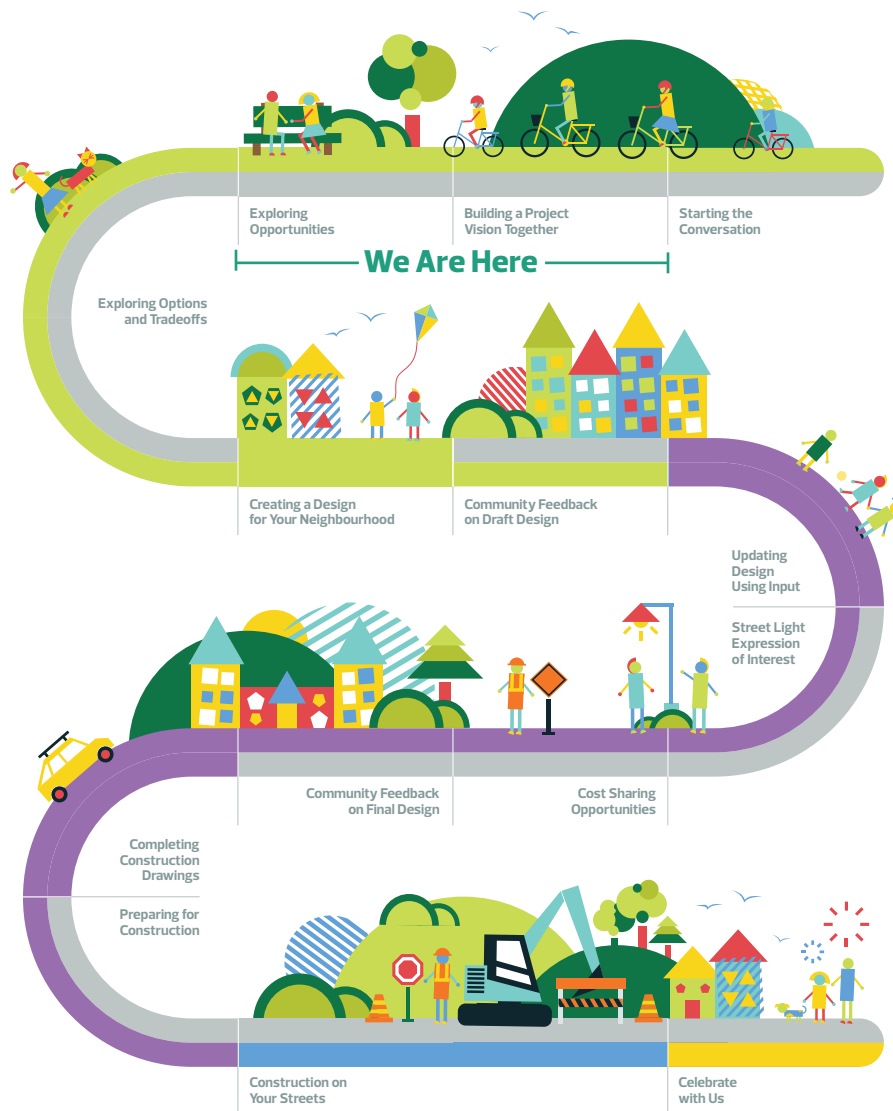 Exploring
Opportunities
Building a Project
Vision Together
Starting the
Conversation
We Are Here
Exploring Options
and Tradeoffs
Creating a Design
for Your Neighbourhood
Community Feedback
on Draft Design
Updating
Design
Using Input
Street Light
Expression
of Interest
Community Feedback
on Final Design
Cost Sharing
Opportunities
Completing
Construction
Drawings
Preparing for
Construction
Construction on
Your Streets
Celebrate
with Us